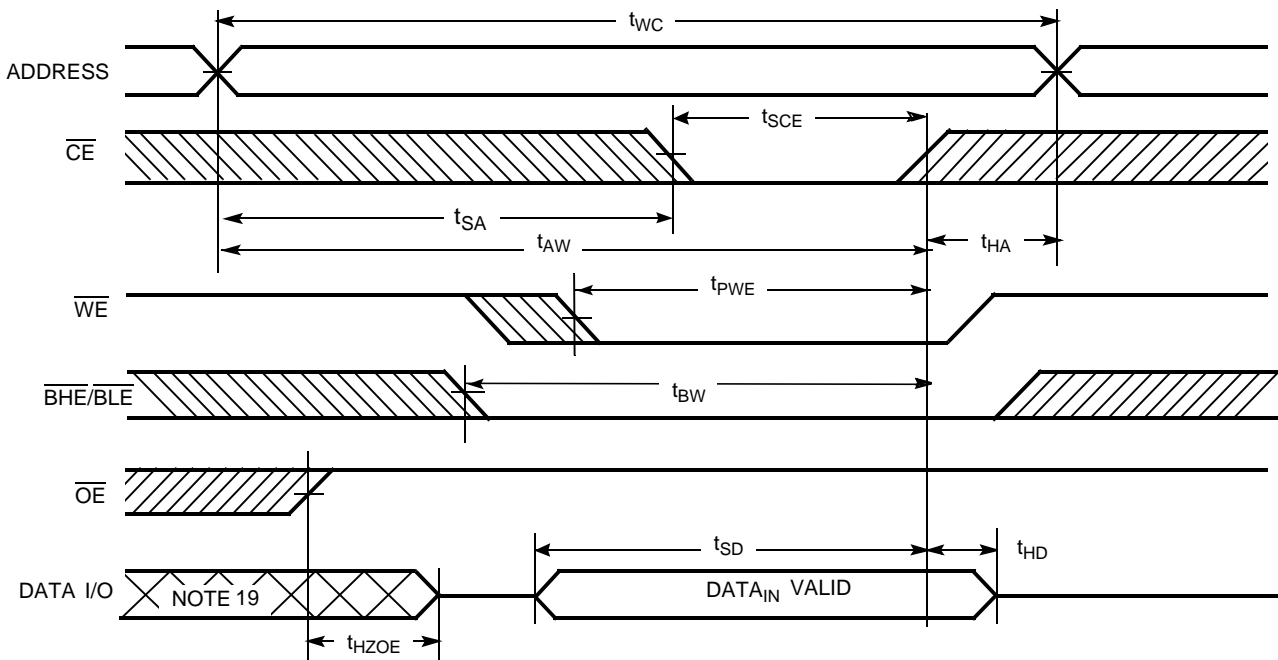 tWC
ADDRESS
tSCE
CE
tSA
tAW
tHA
tPWE
WE
BHE/BLE
tBW
OE
tSD
tHD
DATA I/O
NOTE 19
DATAIN VALID
tHZOE